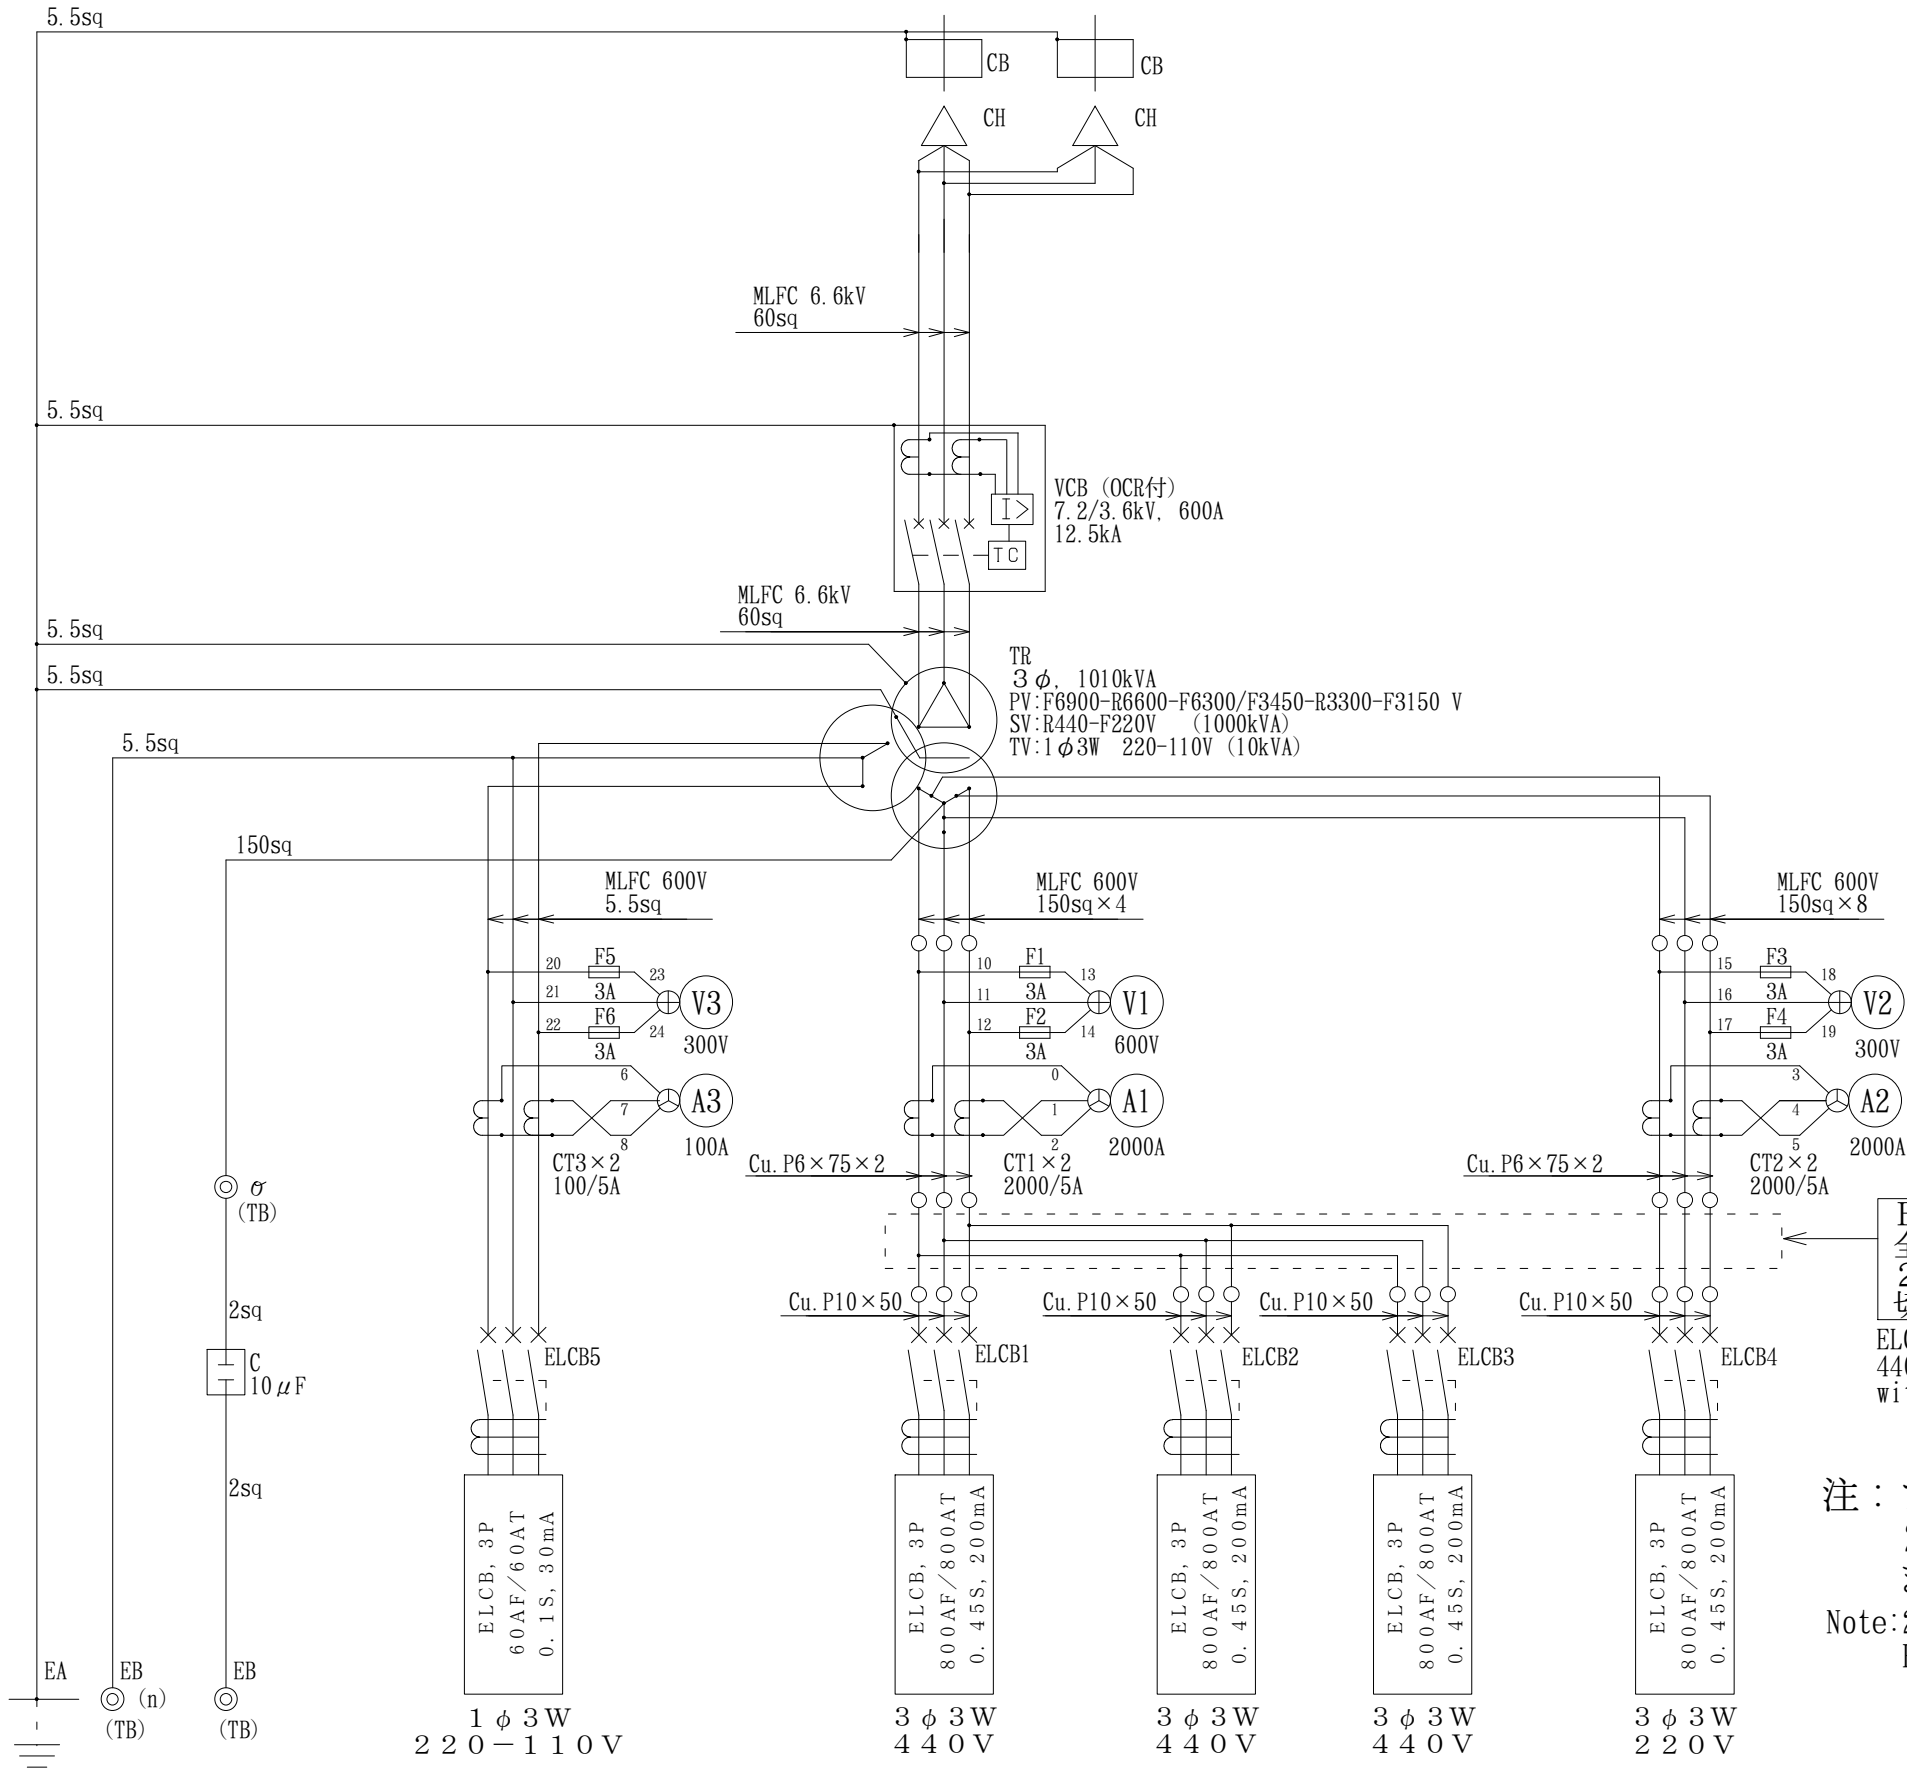 5.5sq
CB
CB
CH
CH
MLFC 6.6kV
60sq
5.5sq
VCB (OCR付)
7.2/3.6kV, 600A
12.5kA
I>
TC
MLFC 6.6kV
60sq
5.5sq
5.5sq
TR
3φ, 1010kVA
PV:F6900-R6600-F6300/F3450-R3300-F3150 V
SV:R440-F220V (1000kVA)
TV:1φ3W 220-110V (10kVA)
5.5sq
150sq
MLFC 600V
5.5sq
MLFC 600V
150sq×4
MLFC 600V
150sq×8
20
F5
23
3A
21
22
F6
24
3A
V3
300V
10
F1
13
3A
11
12
F2
14
3A
V1
600V
15
F3
18
3A
16
17
F4
19
3A
V2
300V
6
7
8
A3
100A
CT3×2
100/5A
0
1
2
A1
2000A
CT1×2
2000/5A
3
4
5
A2
2000A
CT2×2
2000/5A
Cu.P6×75×2
Cu.P6×75×2
(TB)
Cu.P10×50
Cu.P10×50
Cu.P10×50
Cu.P10×50
2sq
C
10μF
2sq
ELCB5
ELCB1
ELCB2
ELCB3
ELCB4
440
注：
Note:
ELCB, 3P
60AF/60AT
0.1S, 30mA
ELCB, 3P
800AF/800AT
0.45S, 200mA
ELCB, 3P
800AF/800AT
0.45S, 200mA
ELCB, 3P
800AF/800AT
0.45S, 200mA
ELCB, 3P
800AF/800AT
0.45S, 200mA
EA
EB
(n)
(TB)
EB
(TB)
1φ3W
220-110V
3φ3W
440V
3φ3W
440V
3φ3W
440V
3φ3W
220V